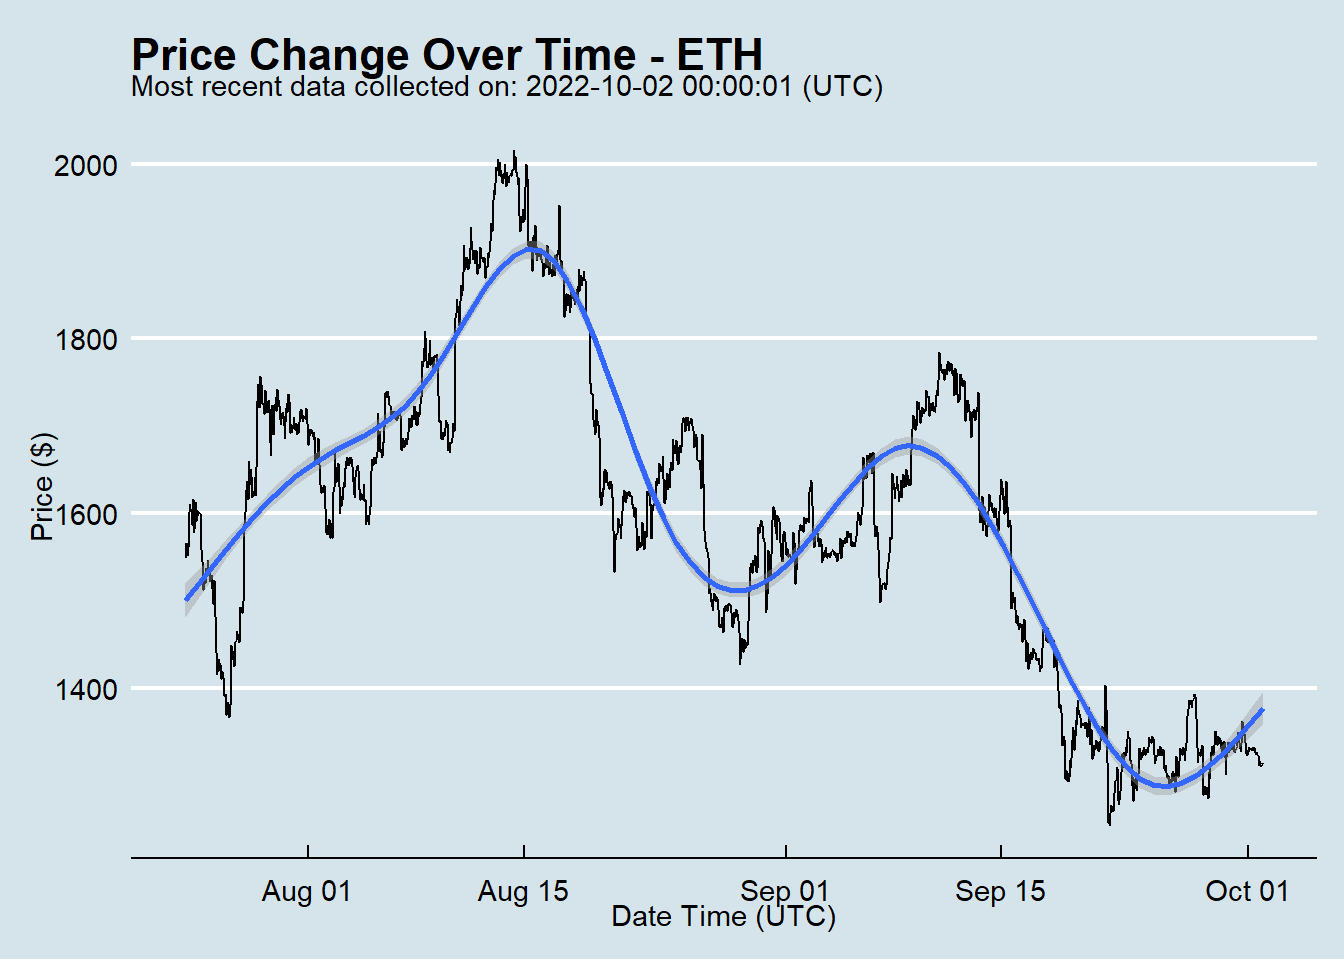 Price Change Over Time - ETH
Most recent data collected on: 2022-10-02 00:00:01 (UTC)
Price ($)
2000
1800
1600
1400
Aug 01 Aug 15 Sep 01 Sep 15 Oct 01
Date Time (UTC)